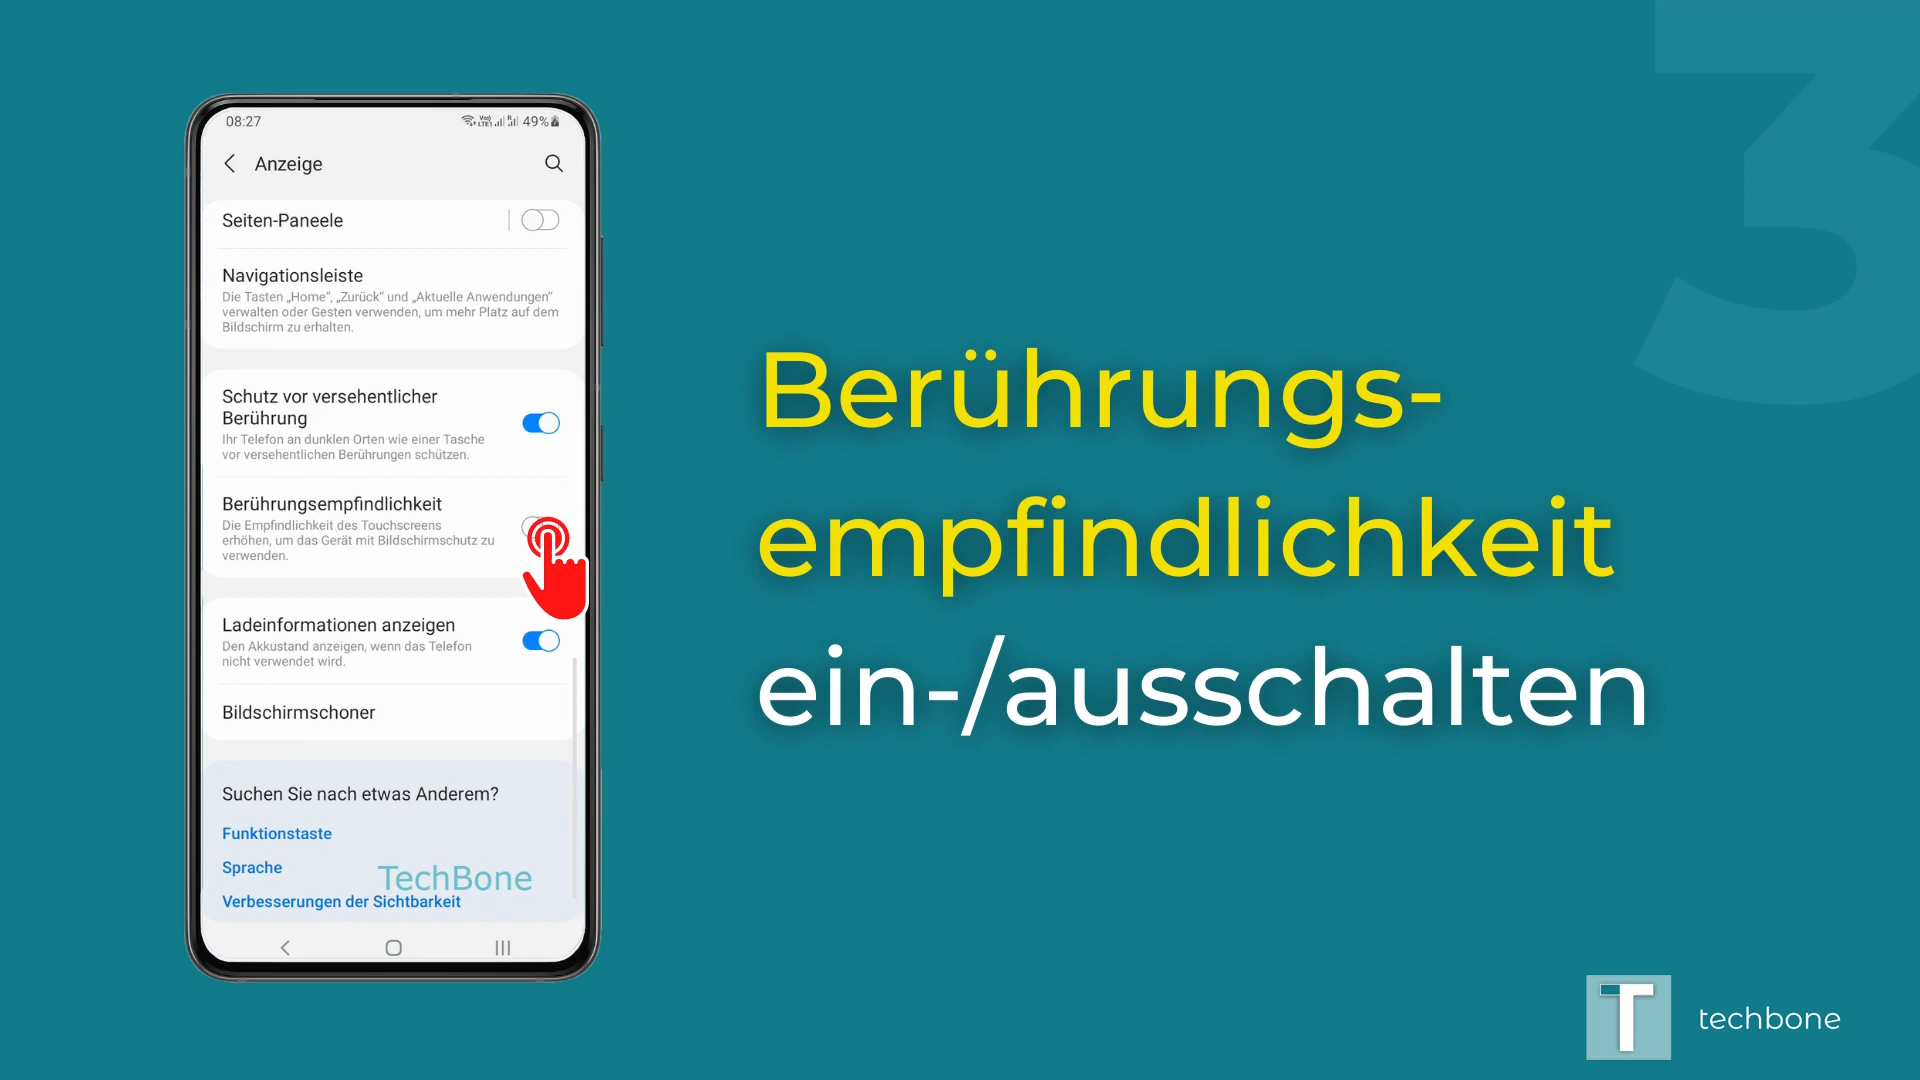 3
08:27
49%
Anzeige
Seiten-Paneele
Navigationsleiste
Die Tasten „Home“, „Zurück“ und „Aktuelle Anwendungen“
verwalten oder Gesten verwenden, um mehr Platz auf dem
Bildschirm zu erhalten.
Schutz vor versehentlicher
Berührung
Ihr Telefon an dunklen Orten wie einer Tasche
vor versehentlichen Berührungen schützen.
Berührungsempfindlichkeit
Die Empfindlichkeit des Touchscreens
erhöhen, um das Gerät mit Bildschirmschutz zu
verwenden.
Ladeinformationen anzeigen
Den Akkustand anzeigen, wenn das Telefon
nicht verwendet wird.
Bildschirmschoner
Suchen Sie nach etwas Anderem?
Funktionstaste
Sprache
TechBone
Verbesserungen der Sichtbarkeit
Berührungs-
empfindlichkeit
ein-/ausschalten
T techbone